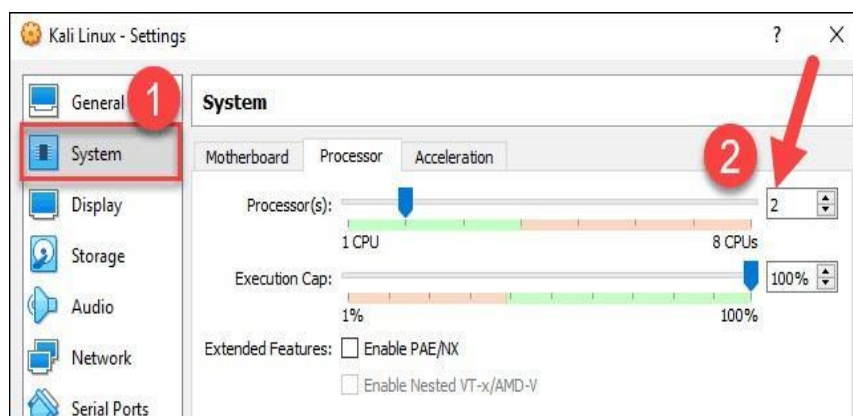 Kali Linux - Settings ?
General
1
System
System
Motherboard Processor Acceleration
2
Display
Processor(s): 2
1 CPU 8 CPUs
Storage
Execution Cap: 100%
1% 100%
Audio
Network
Extended Features: Enable PAE/NX
Enable Nested VT-x/AMD-V
Serial Ports